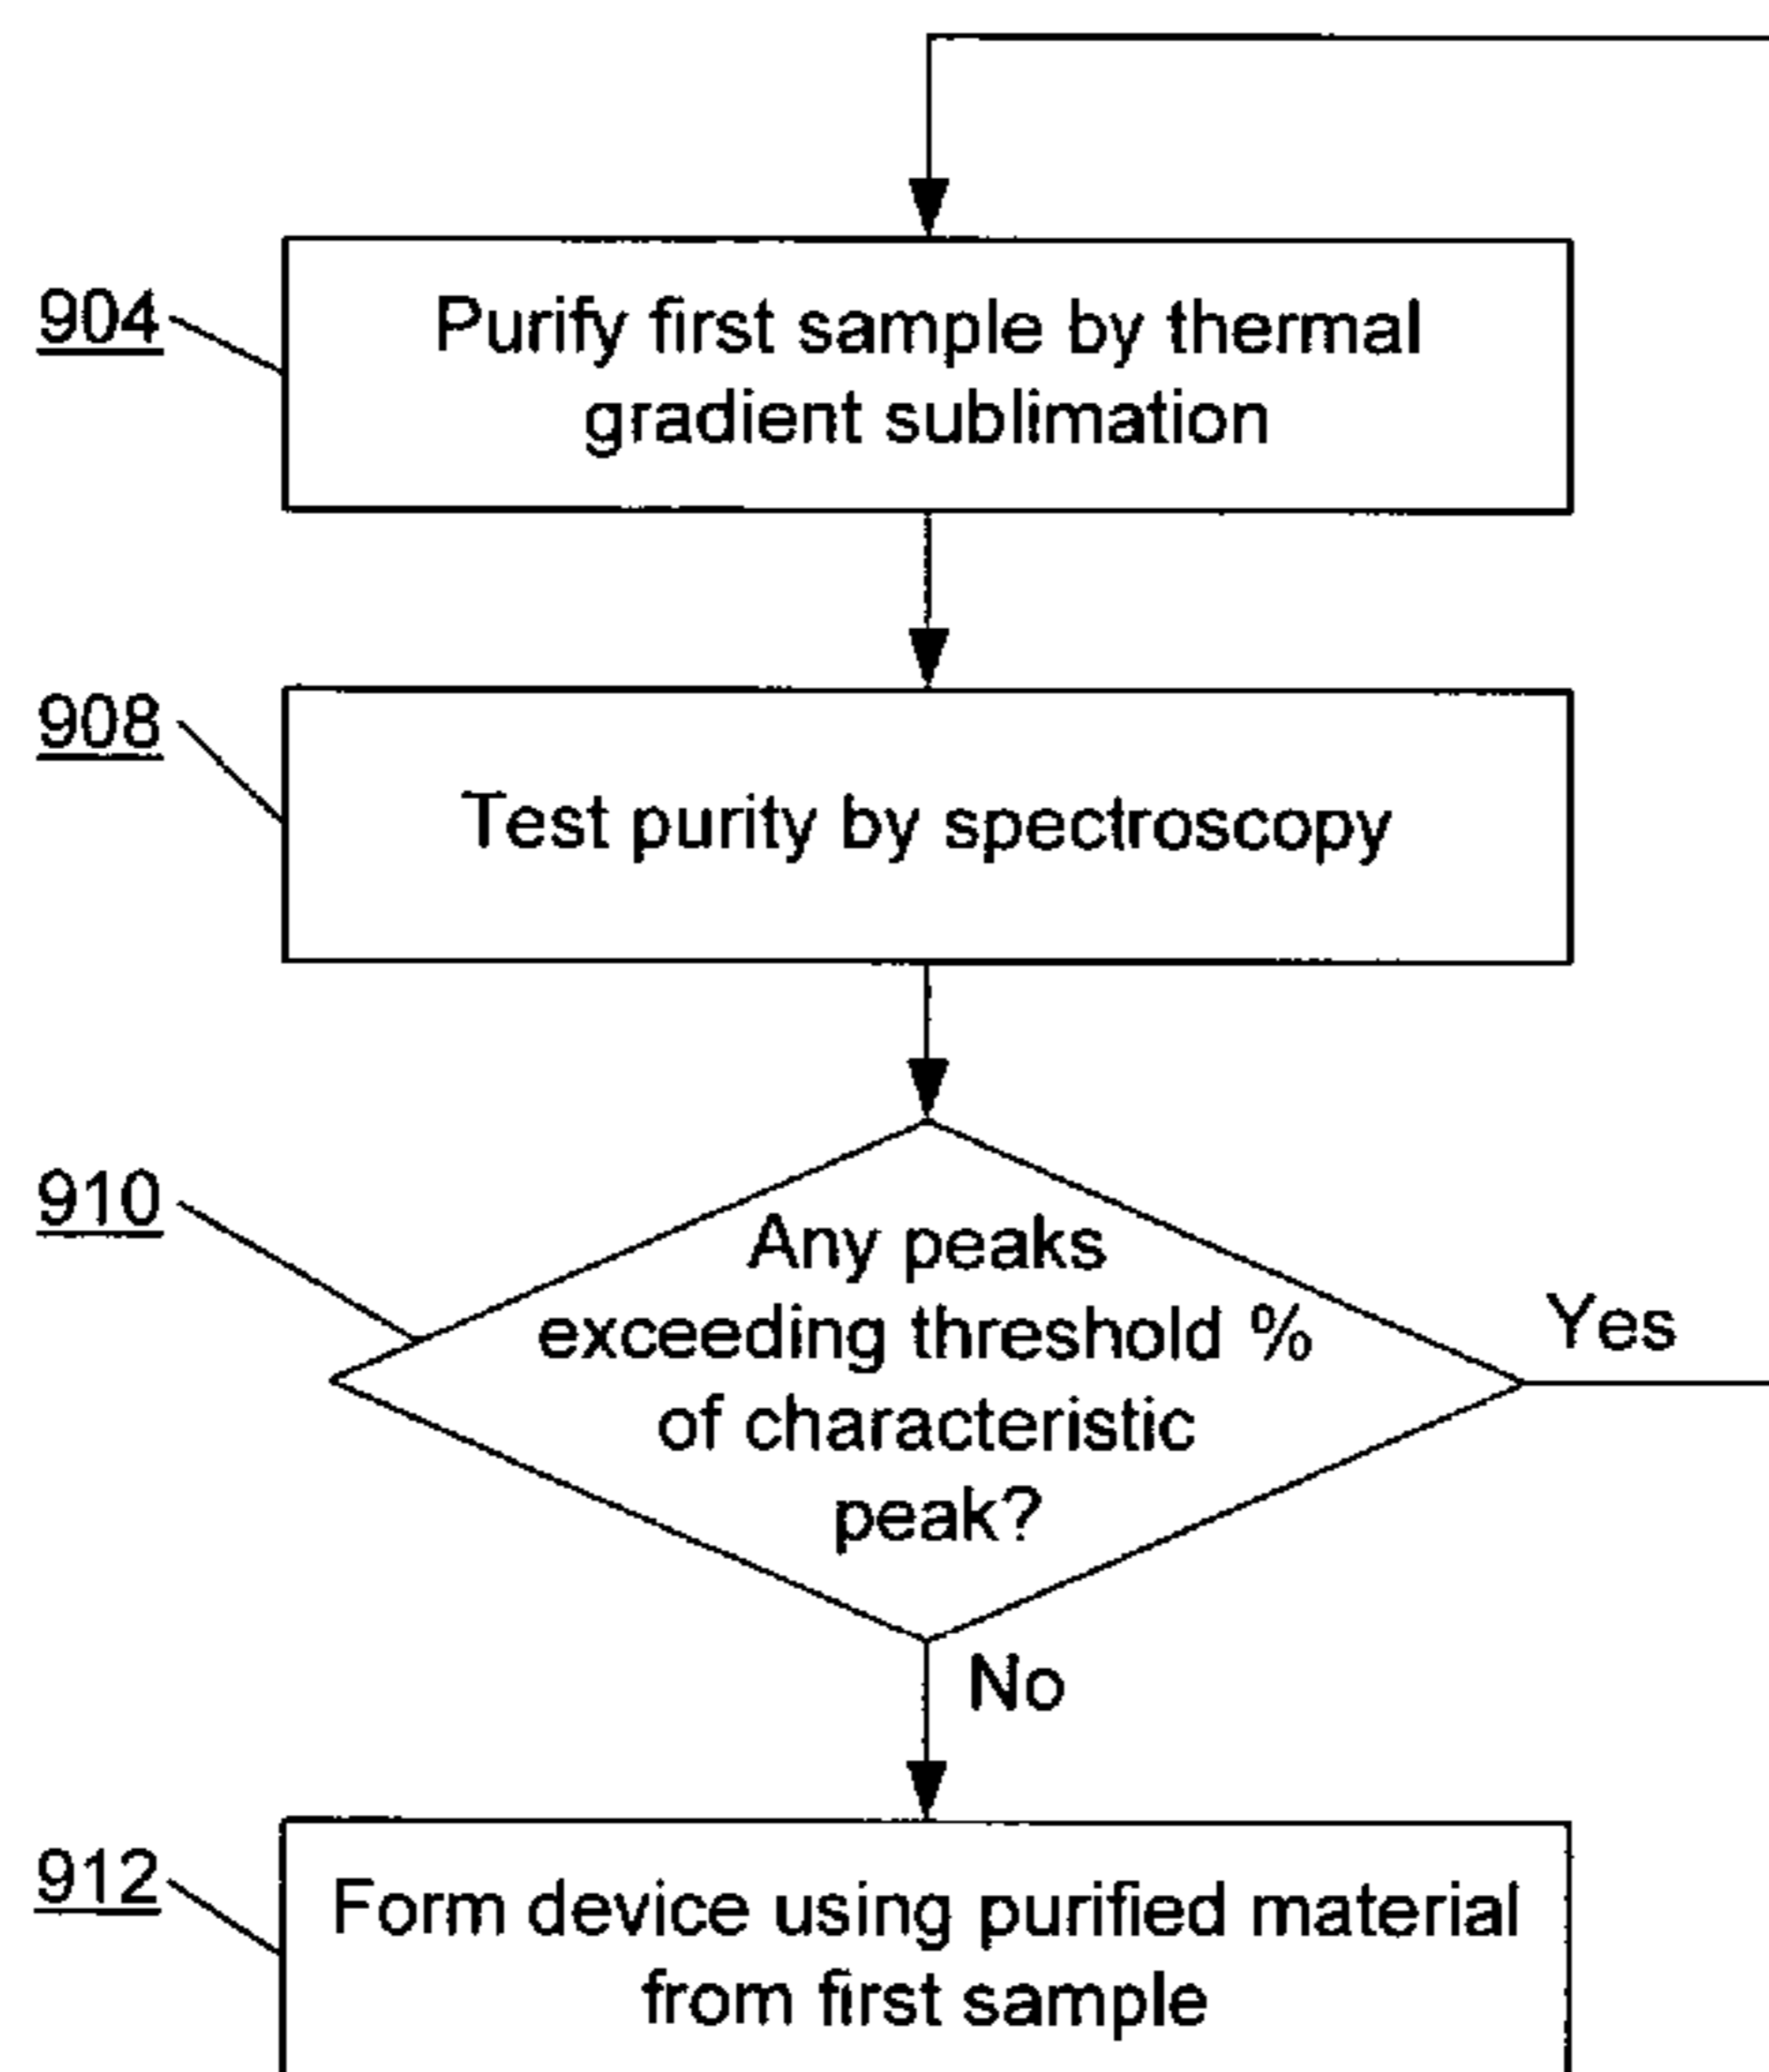 904
Purify first sample by thermal
gradient sublimation
908
Test purity by spectroscopy
910
Any peaks
exceeding threshold %
of characteristic
peak?
Yes
No
912
Form device using purified material
from first sample